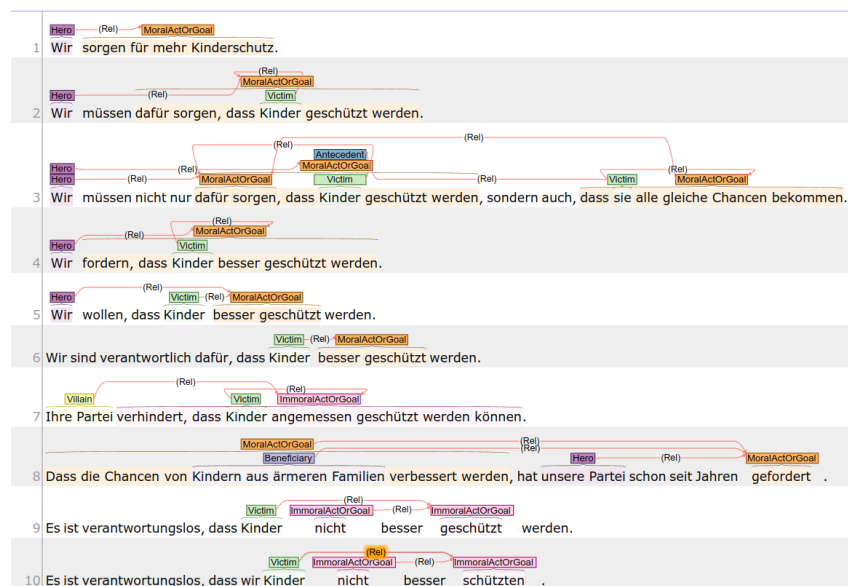 Hero (Rel) MoralActOrGoal
1 Wir sorgen für mehr Kinderschutz.
(Rel)
MoralActOrGoal
Hero (Rel) Victim
2 Wir müssen dafür sorgen, dass Kinder geschützt werden.
(Rel)
(Rel)
Antecedent
Hero (Rel) MoralActOrGoal
Hero (Rel) MoralActOrGoal Victim (Rel) Victim MoralActOrGoal
3 Wir müssen nicht nur dafür sorgen, dass Kinder geschützt werden, sondern auch, dass sie alle gleiche Chancen bekommen.
(Rel)
(Rel) MoralActOrGoal
Hero Victim
4 Wir fordern, dass Kinder besser geschützt werden.
(Rel)
Hero Victim (Rel) MoralActOrGoal
5 Wir wollen, dass Kinder besser geschützt werden.
Victim (Rel) MoralActOrGoal
6 Wir sind verantwortlich dafür, dass Kinder besser geschützt werden.
(Rel)
(Rel)
Villain Victim ImmoralActOrGoal
7 Ihre Partei verhindert, dass Kinder angemessen geschützt werden können.
(Rel)
MoralActOrGoal (Rel)
Beneficiary Hero (Rel) MoralActOrGoal
8 Dass die Chancen von Kindern aus ärmeren Familien verbessert werden, hat unsere Partei schon seit Jahren gefordert .
(Rel)
Victim ImmoralActOrGoal (Rel) ImmoralActOrGoal
9 Es ist verantwortungslos, dass Kinder nicht besser geschützt werden.
(Rel)
Victim ImmoralActOrGoal (Rel) ImmoralActOrGoal
10 Es ist verantwortungslos, dass wir Kinder nicht besser schützten .